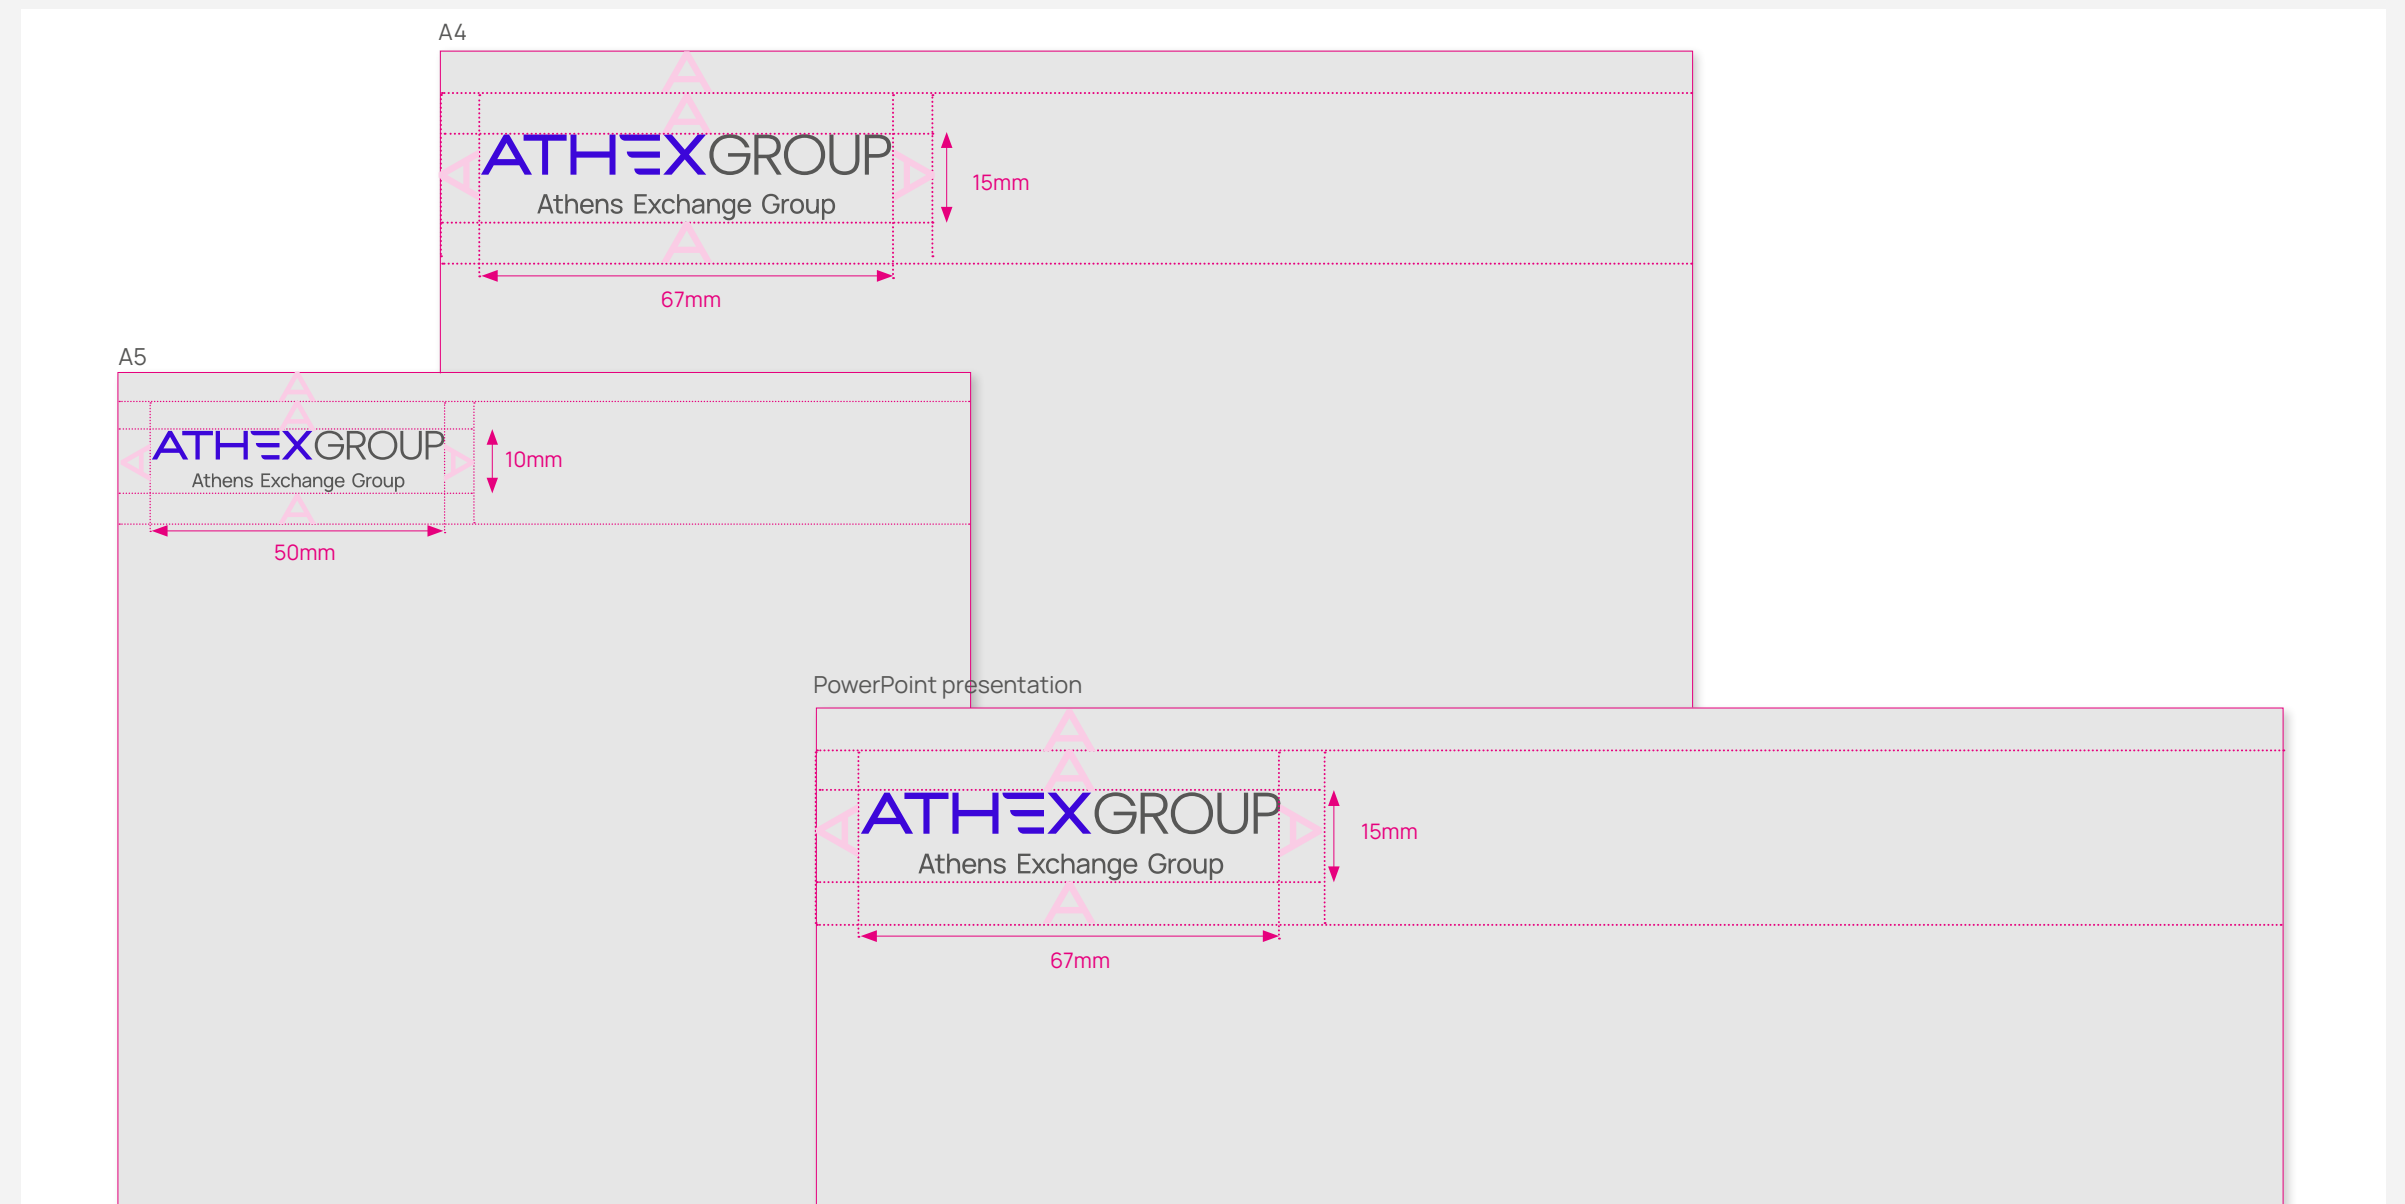 A4
ATHEXGROUP
Athens Exchange Group
15mm
67mm
A5
ATHEXGROUP
Athens Exchange Group
10mm
50mm
PowerPoint presentation
ATHEXGROUP
Athens Exchange Group
15mm
67mm